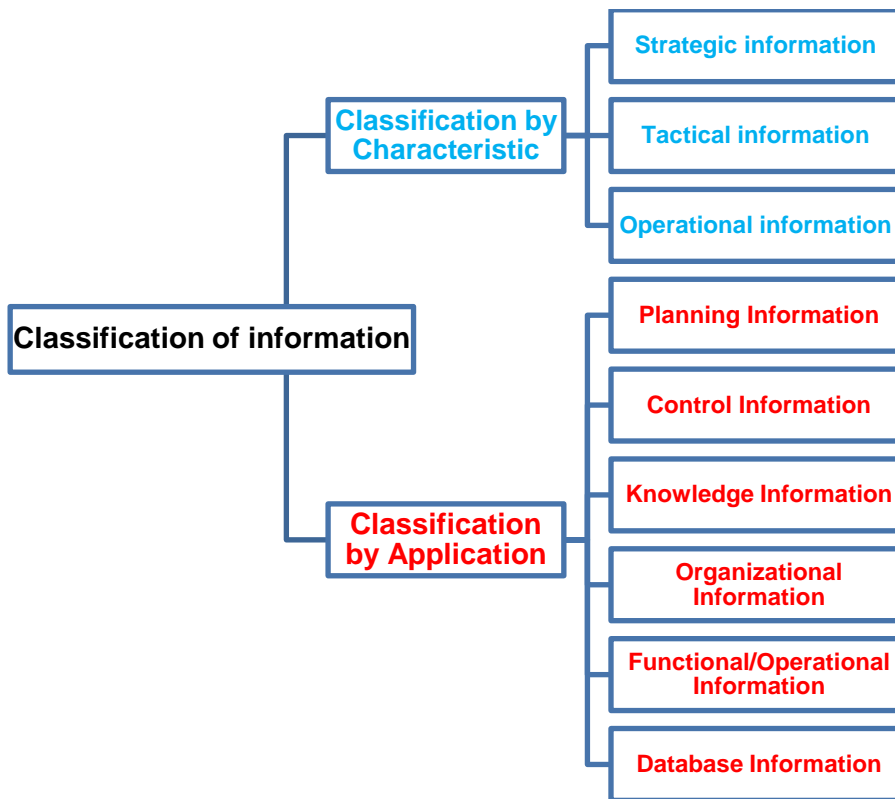 Strategic information
Classification by
Characteristic
Tactical information
Operational information
Classification of information
Planning Information
Control Information
Knowledge Information
Classification
by Application
Organizational
Information
Functional/Operational
Information
Database Information